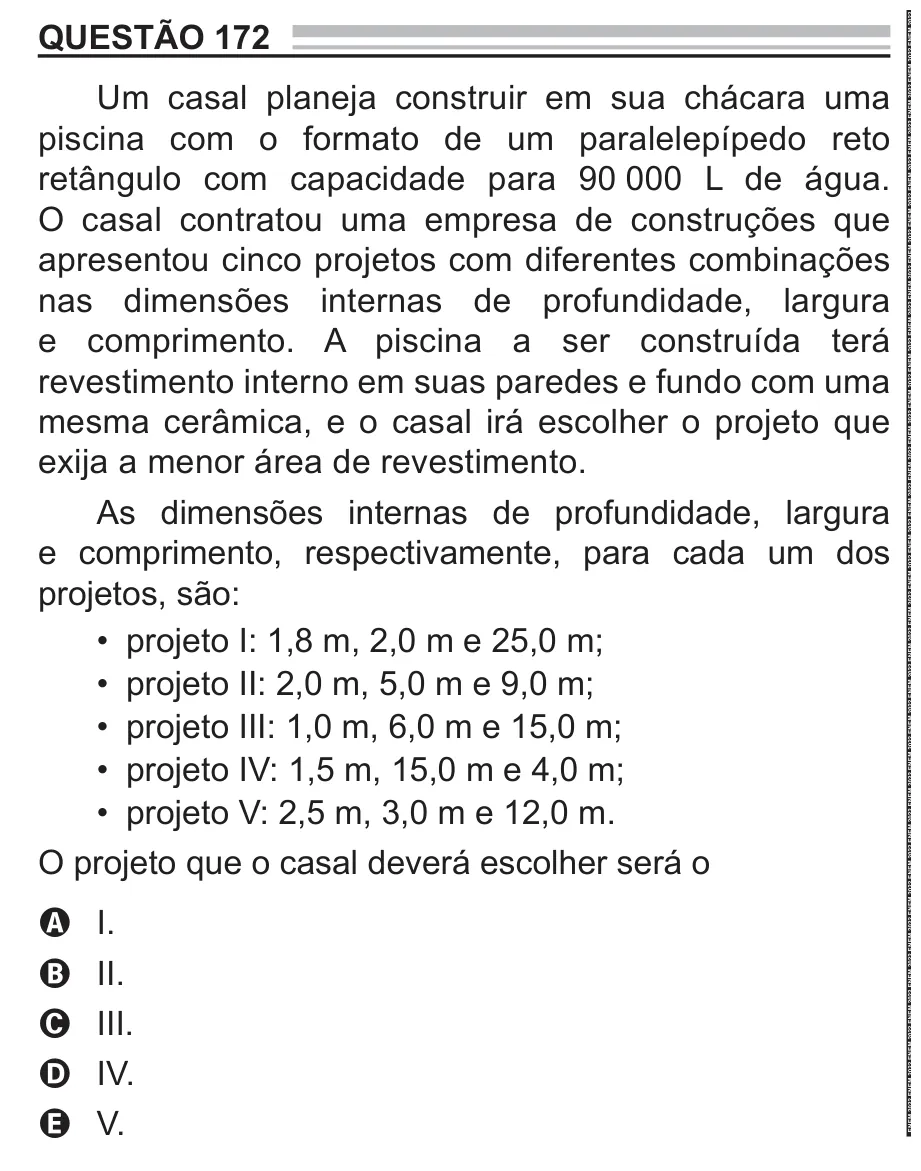 QUESTÃO 172
Um casal planeja construir em sua chácara uma
piscina com o formato de um paralelepípedo reto
retângulo com capacidade para 90 000 L de água.
O casal contratou uma empresa de construções que
apresentou cinco projetos com diferentes combinações
nas dimensões internas de profundidade, largura
e comprimento. A piscina a ser construída terá
revestimento interno em suas paredes e fundo com uma
mesma cerâmica, e o casal irá escolher o projeto que
exija a menor área de revestimento.
As dimensões internas de profundidade, largura
e comprimento, respectivamente, para cada um dos
projetos, são:
• projeto I: 1,8 m, 2,0 m e 25,0 m;
• projeto II: 2,0 m, 5,0 m e 9,0 m;
• projeto III: 1,0 m, 6,0 m e 15,0 m;
• projeto IV: 1,5 m, 15,0 m e 4,0 m;
• projeto V: 2,5 m, 3,0 m e 12,0 m.
O projeto que o casal deverá escolher será o
A I.
B II.
C III.
D IV.
E V.